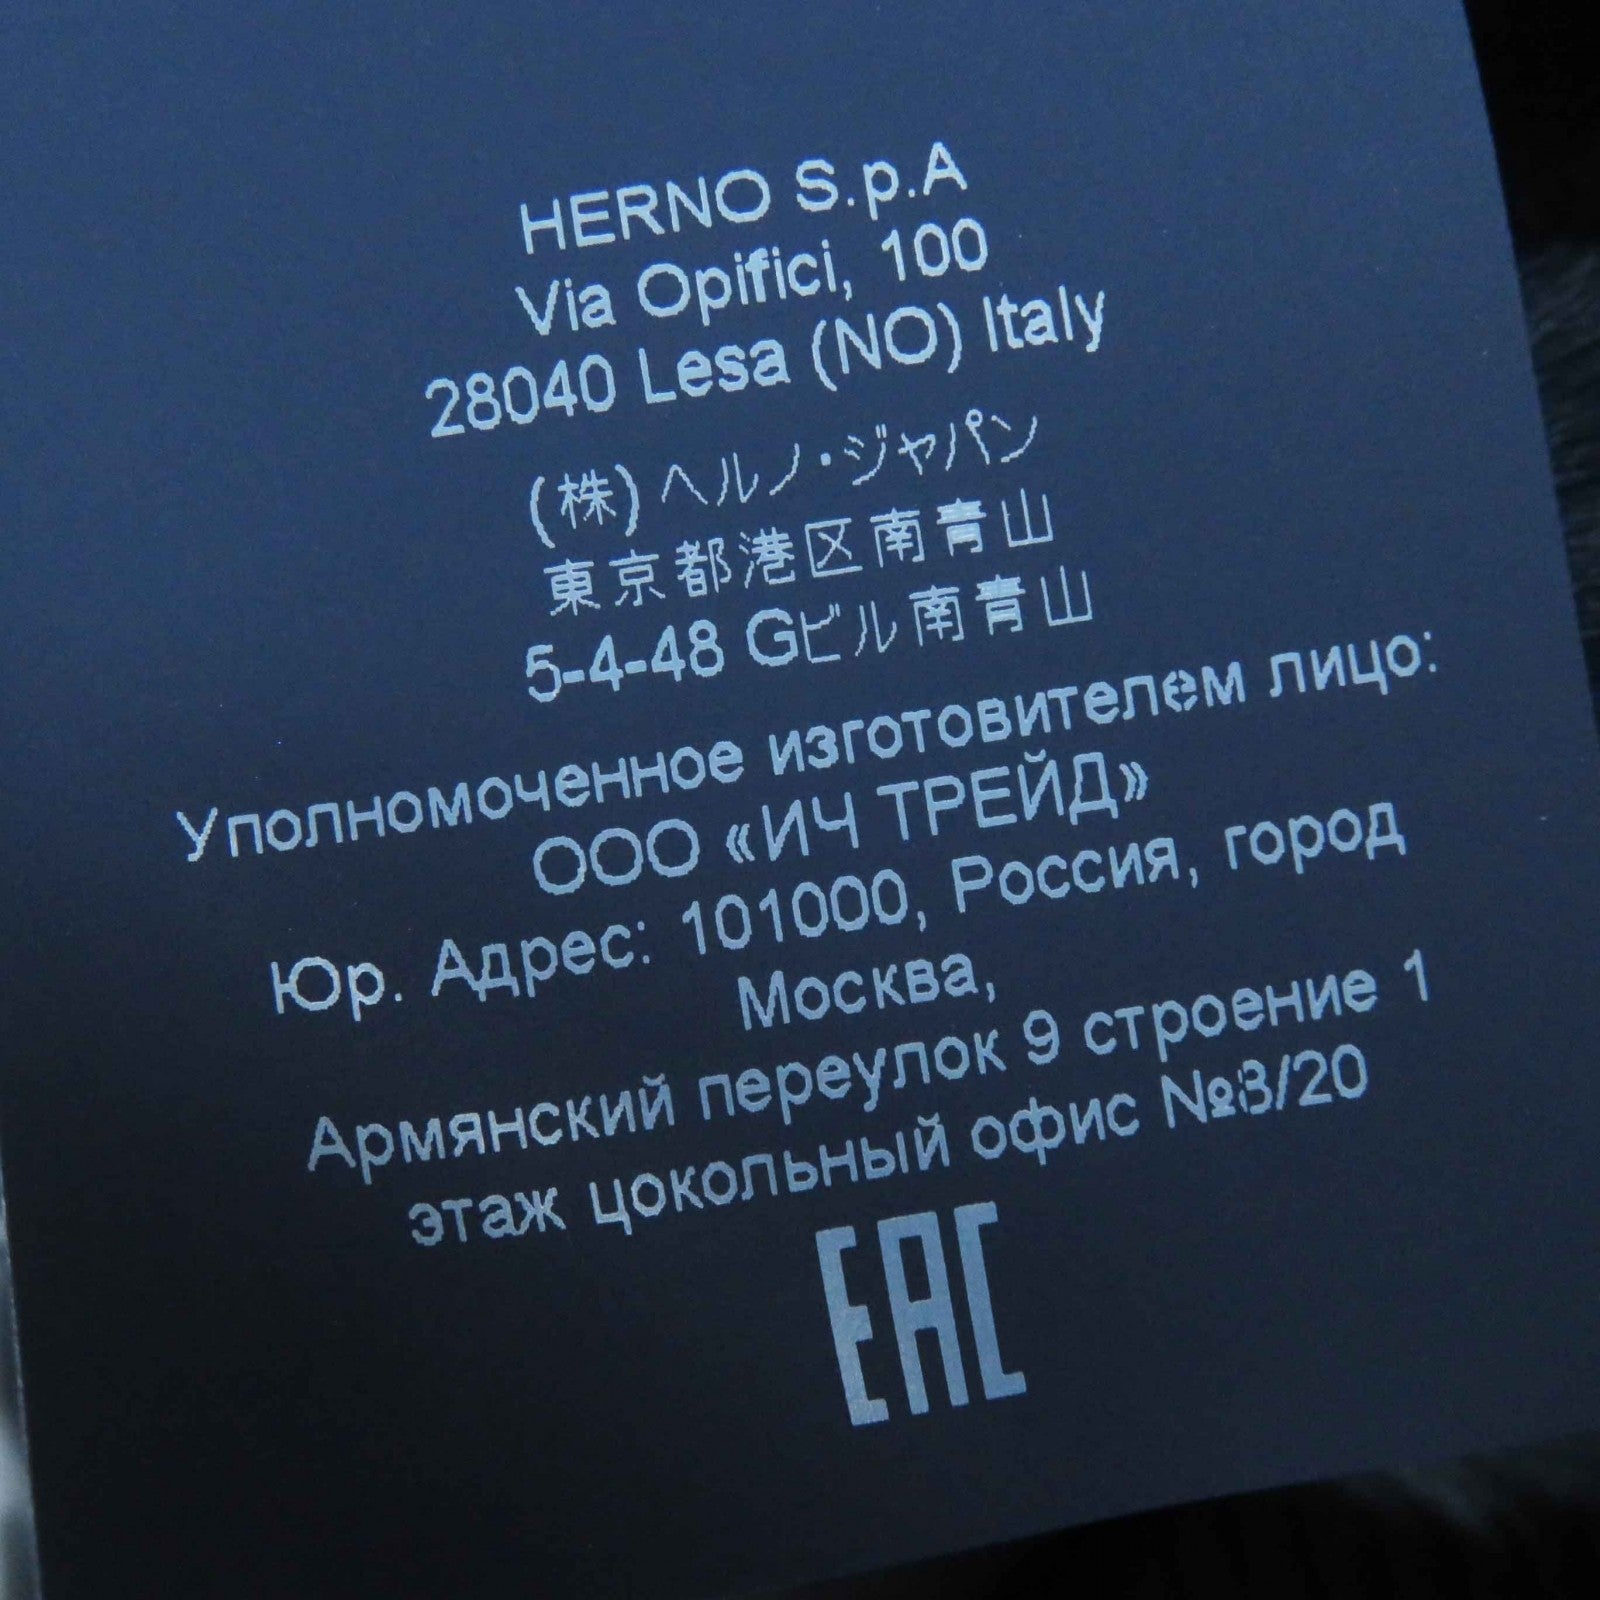 HERNO S.p.A
Via Opifici, 100
28040 Lesa (NO) Italy
(株)ヘルノ・ジャパン
東京都港区南青山
5-4-48 Gビル南青山
Уполномоченное изготовителем лицо:
ООО «ИЧ ТРЕЙД»
Юр. Адрес: 101000, Россия, город
Москва,
Армянский переулок 9 строение 1
этаж цокольный офис №3/20
EAC